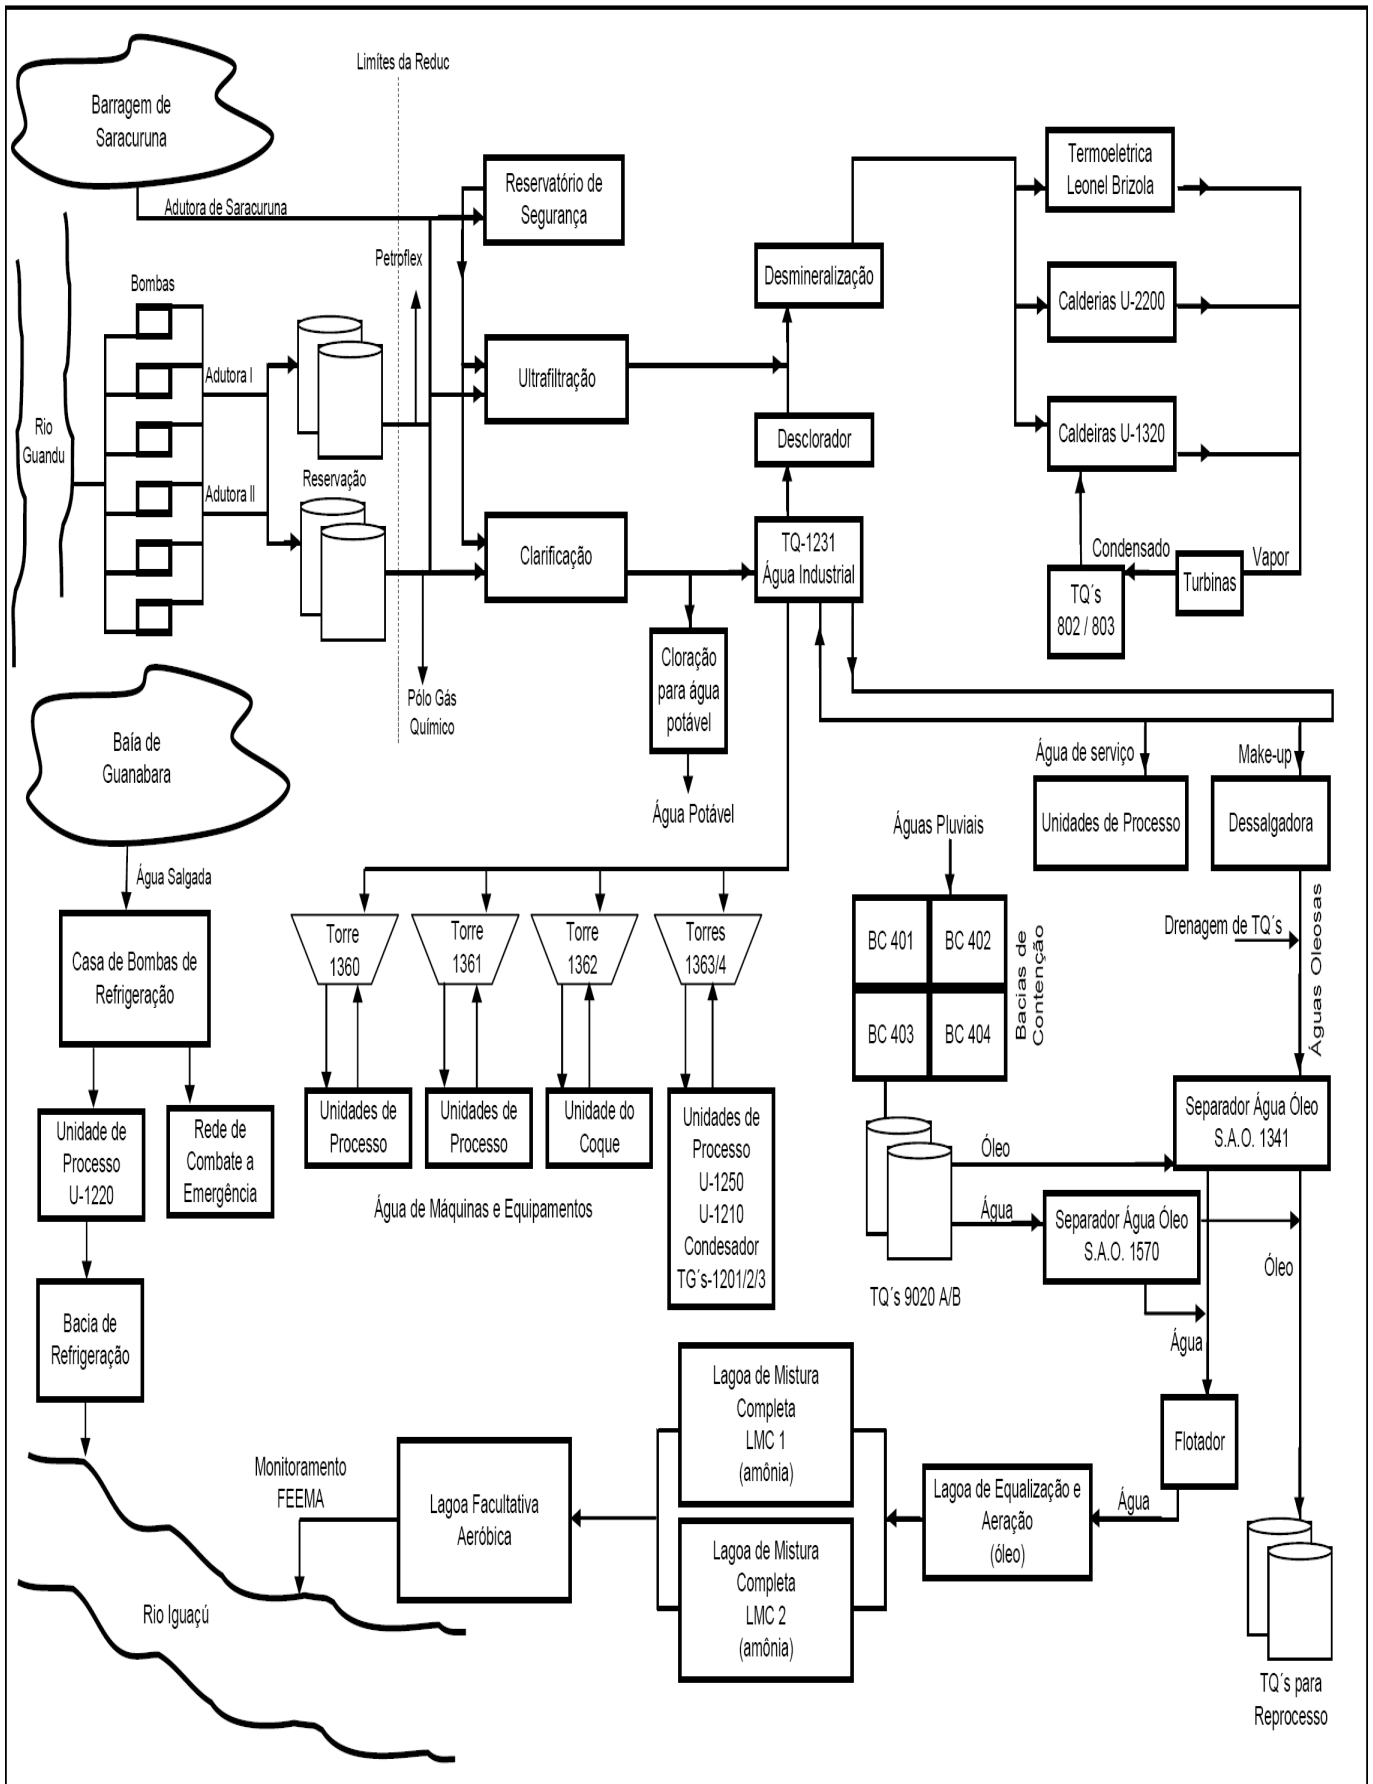 Limítes da Reduc
Barragem de
Saracuruna
Adutora de Saracuruna
Reservatório de
Segurança
Termoeletrica
Leonel Brizola
Petroflex
Desmineralização
Bombas
Calderias U-2200
Adutora I
Ultrafiltração
Desclorador
Caldeiras U-1320
Rio
Guandu
Reservação
Adutora II
Clarificação
TQ-1231
Água Industrial
Condensado
Vapor
Turbinas
TQ´s
802 / 803
Cloração
para água
potável
Pólo Gás
Químico
Baía de
Guanabara
Água de serviço
Make-up
Água Potável
Águas Pluviais
Unidades de Processo
Dessalgadora
Água Salgada
Torre
1360
Torre
1361
Torre
1362
Torres
1363/4
BC 401
BC 402
BC 403
BC 404
Bacias de
Contenção
Drenagem de TQ´s
Águas Oleosas
Casa de Bombas de
Refrigeração
Unidade de
Processo
U-1220
Rede de
Combate a
Emergência
Unidades de
Processo
Unidades de
Processo
Unidade do
Coque
Unidades de
Processo
U-1250
U-1210
Condesador
TG´s-1201/2/3
Água de Máquinas e Equipamentos
Separador Água Óleo
S.A.O. 1341
Óleo
Água
Separador Água Óleo
S.A.O. 1570
Óleo
TQ´s 9020 A/B
Água
Bacia de
Refrigeração
Lagoa de Mistura
Completa
LMC 1
(amônia)
Flotador
Monitoramento
FEEMA
Lagoa Facultativa
Aeróbica
Lagoa de Equalização e
Aeração
(óleo)
Água
Lagoa de Mistura
Completa
LMC 2
(amônia)
Rio Iguaçú
TQ´s para
Reprocesso